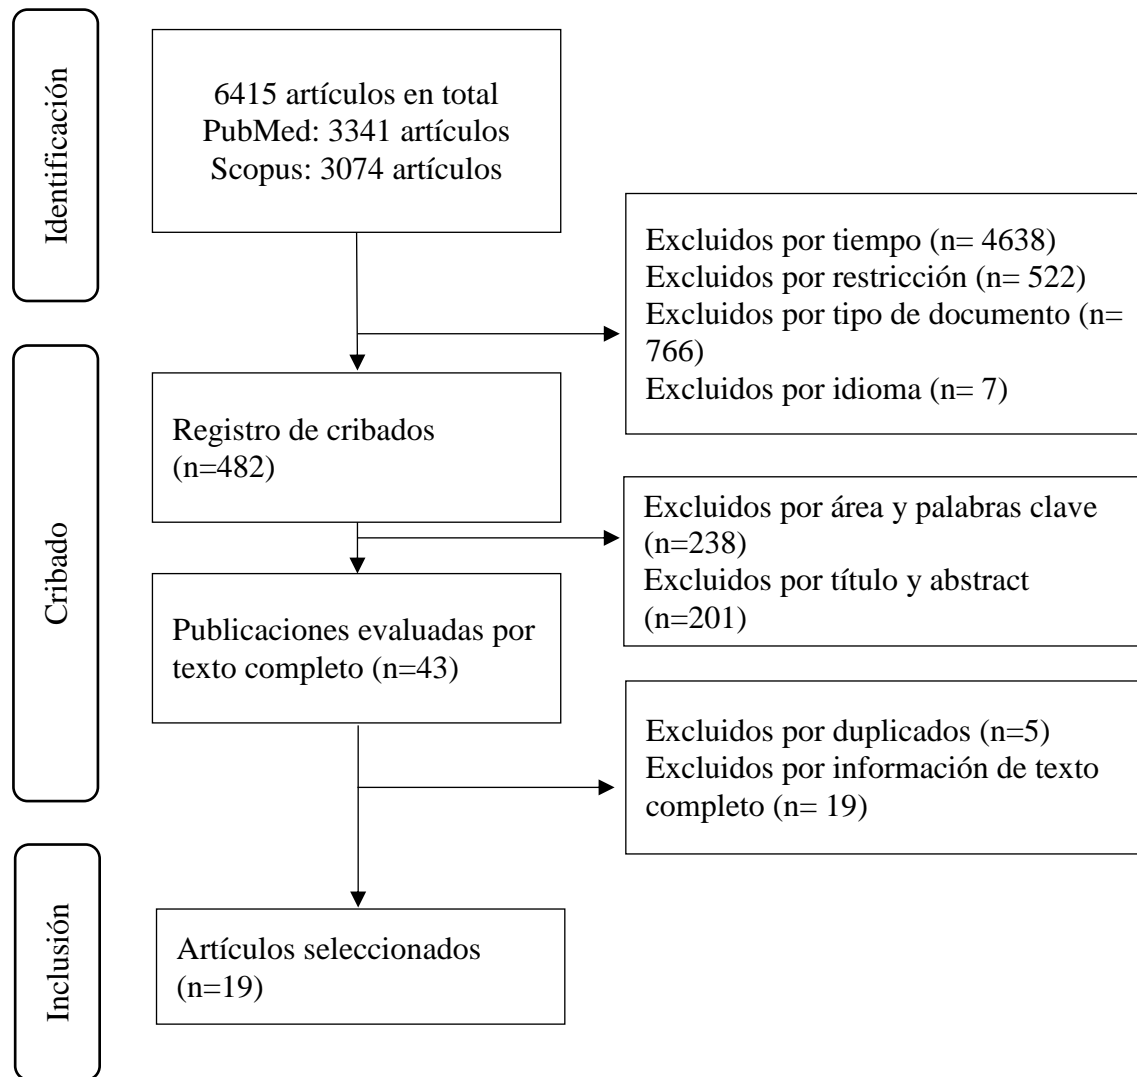 Identificación
6415 artículos en total
PubMed: 3341 artículos
Scopus: 3074 artículos
Excluidos por tiempo (n= 4638)
Excluidos por restricción (n= 522)
Excluidos por tipo de documento (n=
766)
Excluidos por idioma (n= 7)
Cribado
Registro de cribados
(n=482)
Excluidos por área y palabras clave
(n=238)
Excluidos por título y abstract
(n=201)
Publicaciones evaluadas por
texto completo (n=43)
Excluidos por duplicados (n=5)
Excluidos por información de texto
completo (n= 19)
Inclusión
Artículos seleccionados
(n=19)